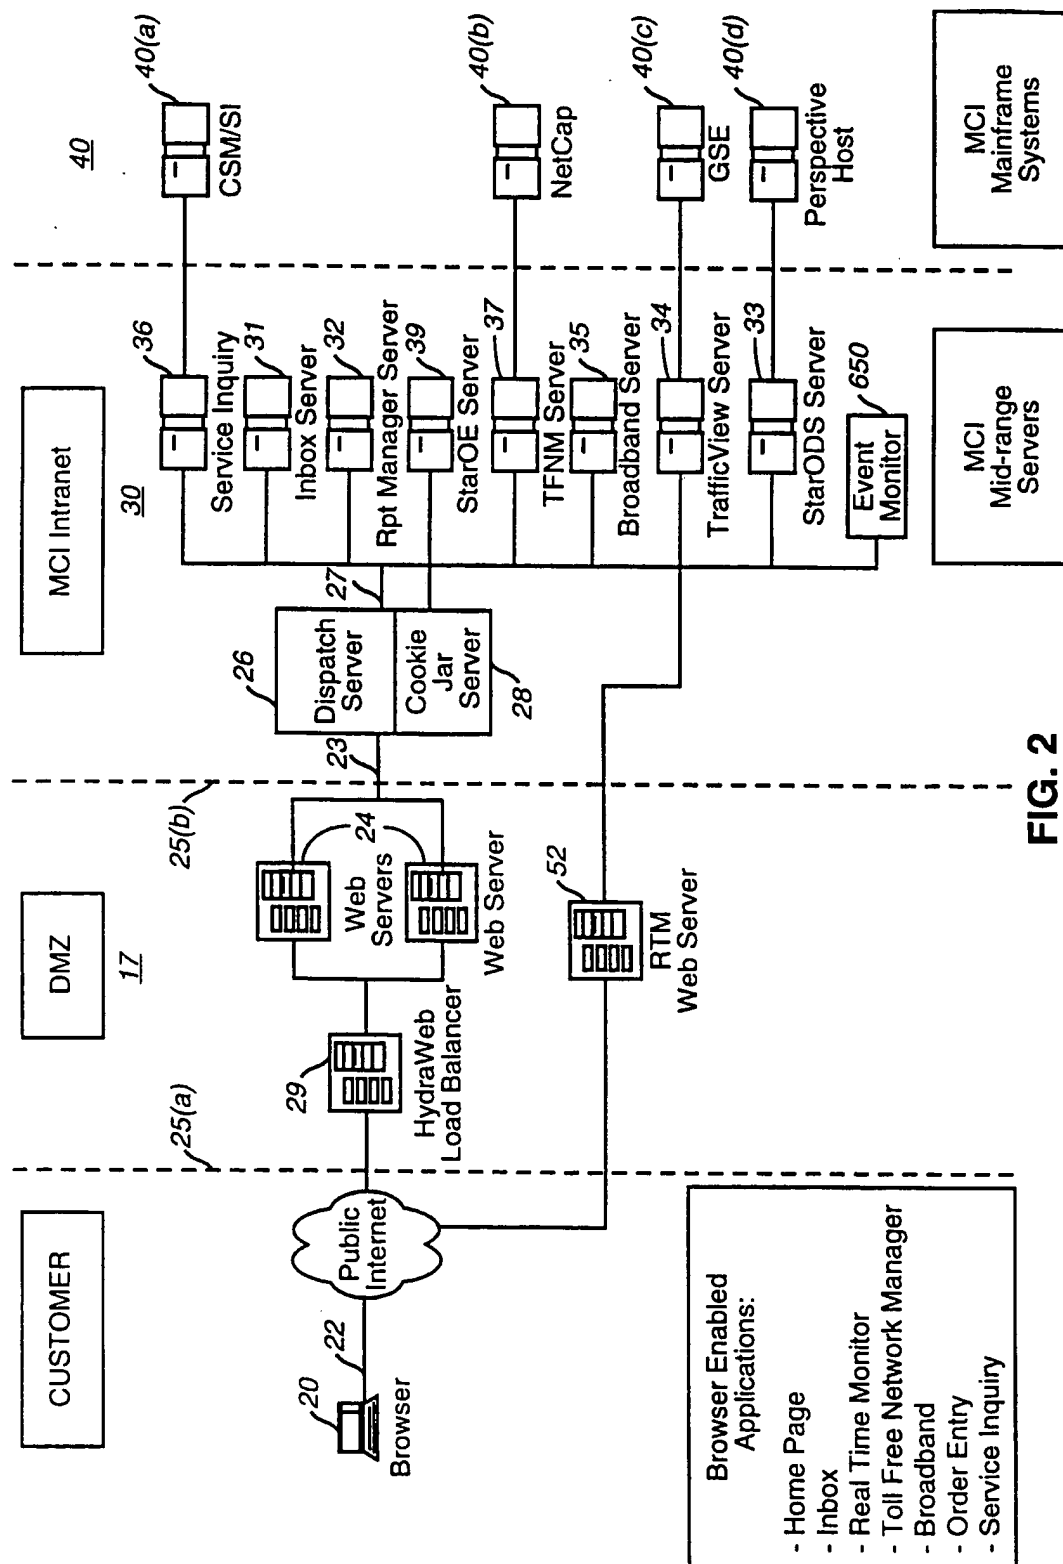 CUSTOMER
DMZ
MCI Intranet
17
30
40
25(a)
25(b)
20
Browser
22
Public
Internet
29
HydraWeb
Load Balancer
Web
Servers
24
Web Server
52
RTM
Web Server
23
26
Dispatch
Server
Cookie
Jar
Server
28
27
36
Service Inquiry
31
Inbox Server
32
Rpt Manager Server
39
StarOE Server
37
TFNM Server
35
Broadband Server
34
TrafficView Server
33
StarODS Server
650
Event
Monitor
40(a)
CSM/SI
40(b)
NetCap
40(c)
GSE
40(d)
Perspective
Host
Browser Enabled
Applications:
- Home Page
- Inbox
- Real Time Monitor
- Toll Free Network Manager
- Broadband
- Order Entry
- Service Inquiry
MCI
Mid-range
Servers
MCI
Mainframe
Systems
FIG. 2